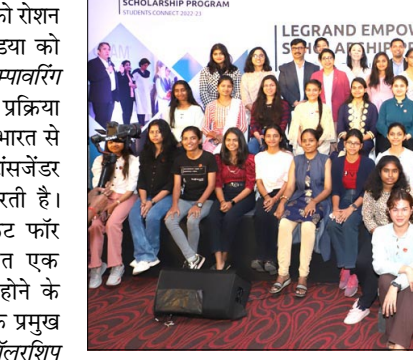 को रोशन
डया को
म्पावरिंग
प्रक्रिया
भारत से
ांसजेंडर
रती है।
ट फॉर
त एक
होने के
क प्रमुख
ॉलरशिप
SCHOLARSHIP PROGRAM
STUDENTS CONNECT 2022-23
LEGRAND EMPOW
SCHOLARSHIP